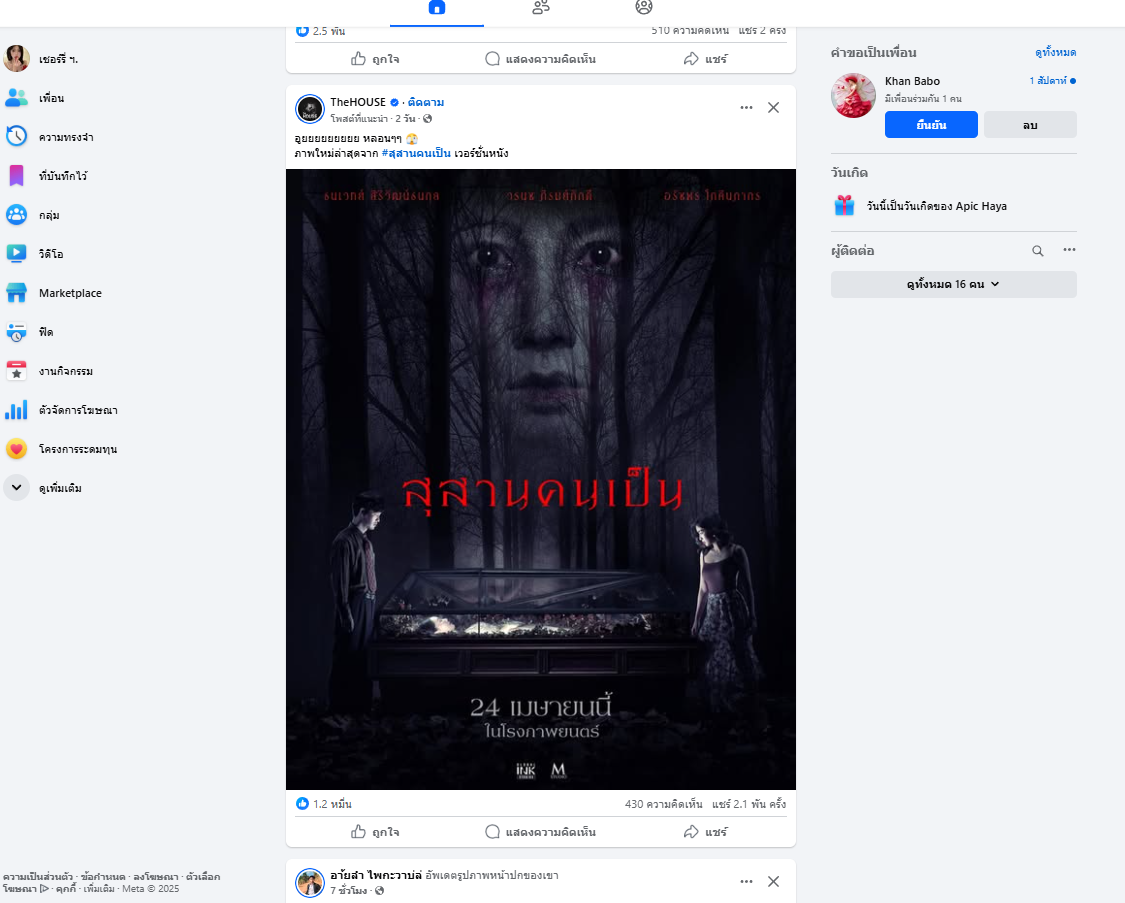 2.5 พัน
510 ความคิดเห็น แชร์ 2 ครั้ง
ถูกใจ
แสดงความคิดเห็น
แชร์
เชอร์รี่ ฯ.
เพื่อน
ความทรงจำ
ที่บันทึกไว้
กลุ่ม
วิดีโอ
Marketplace
ฟีด
งานกิจกรรม
ตัวจัดการโฆษณา
โครงการระดมทุน
ดูเพิ่มเติม
ความเป็นส่วนตัว · ข้อกำหนด · ลงโฆษณา · ตัวเลือก
โฆษณา · คุกกี้ · เพิ่มเติม · Meta © 2025
TheHOUSE · ติดตาม
โพสต์ที่แนะนำ · 2 วัน ·
อูยยยยยยยยย หลอนๆๆ
ภาพใหม่ล่าสุดจาก #สุสานคนเป็น เวอร์ชั่นหนัง
ธนเวทท์ สิริวัฒน์ธนกุล
วรนุช ภิรมย์ภักดี
อรัชพร โภคินภากร
สุสานคนเป็น
24 เมษายนนี้
ในโรงภาพยนตร์
INK
M
1.2 หมื่น
430 ความคิดเห็น แชร์ 2.1 พัน ครั้ง
ถูกใจ
แสดงความคิดเห็น
แชร์
อัพเดตรูปภาพหน้าปกของเขา
7 ชั่วโมง ·
คำขอเป็นเพื่อน
ดูทั้งหมด
Khan Babo
1 สัปดาห์
มีเพื่อนร่วมกัน 1 คน
ยืนยัน
ลบ
วันเกิด
วันนี้เป็นวันเกิดของ Apic Haya
ผู้ติดต่อ
ดูทั้งหมด 16 คน